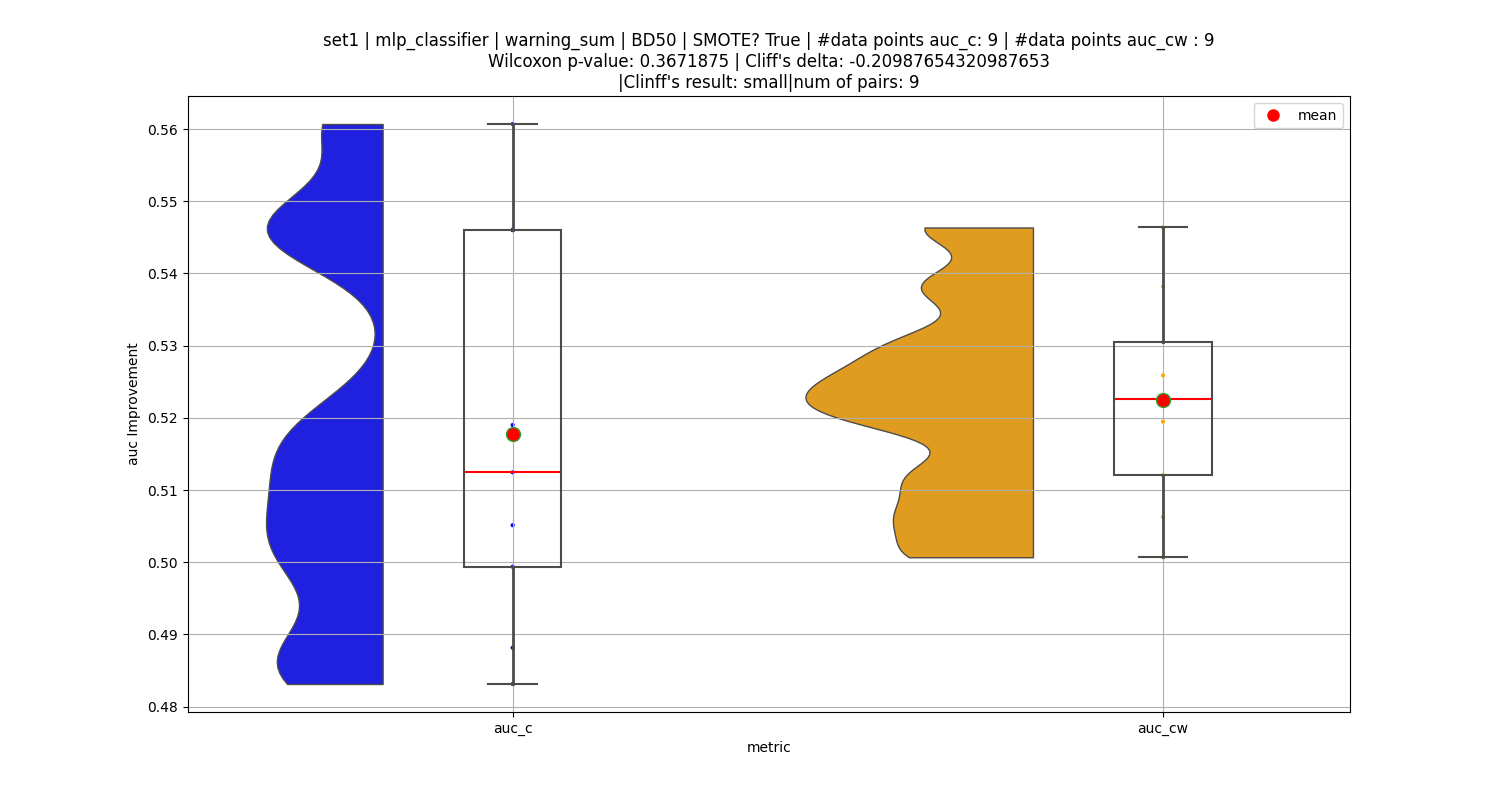 set1 | mlp_classifier | warning_sum | BD50 | SMOTE? True | #data points auc_c: 9 | #data points auc_cw : 9
Wilcoxon p-value: 0.3671875 | Cliff's delta: -0.20987654320987653
|Clinff's result: small|num of pairs: 9
mean
0.56
0.55
0.54
0.53
0.52
0.51
0.50
0.49
0.48
auc Improvement
auc_c
auc_cw
metric